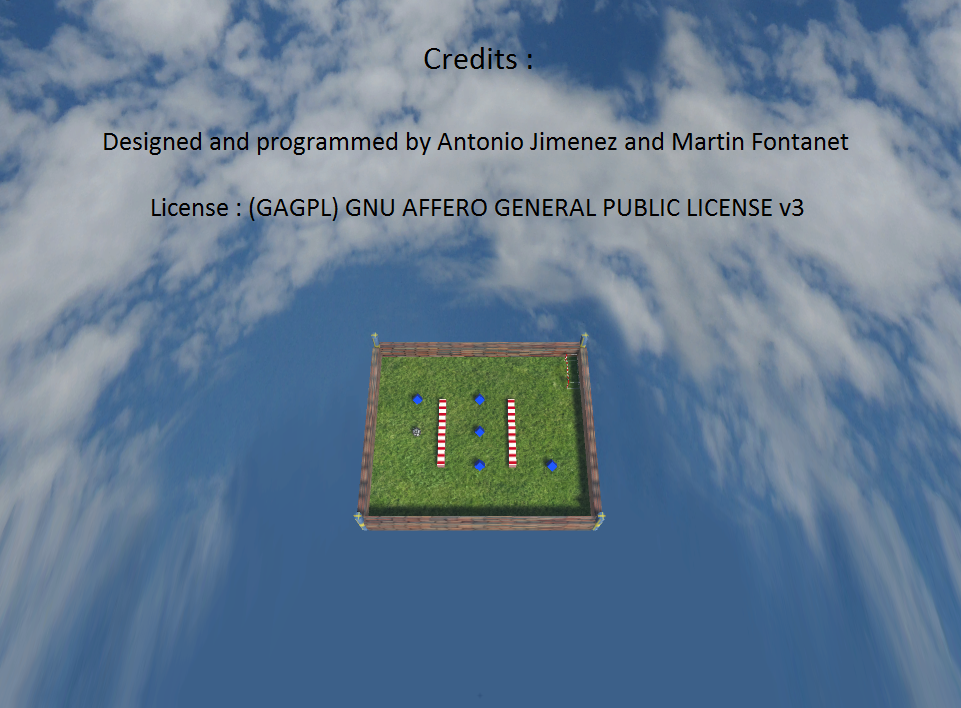 Credits :
Designed and programmed by Antonio Jimenez and Martin Fontanet
License : (GAGPL) GNU AFFERO GENERAL PUBLIC LICENSE v3